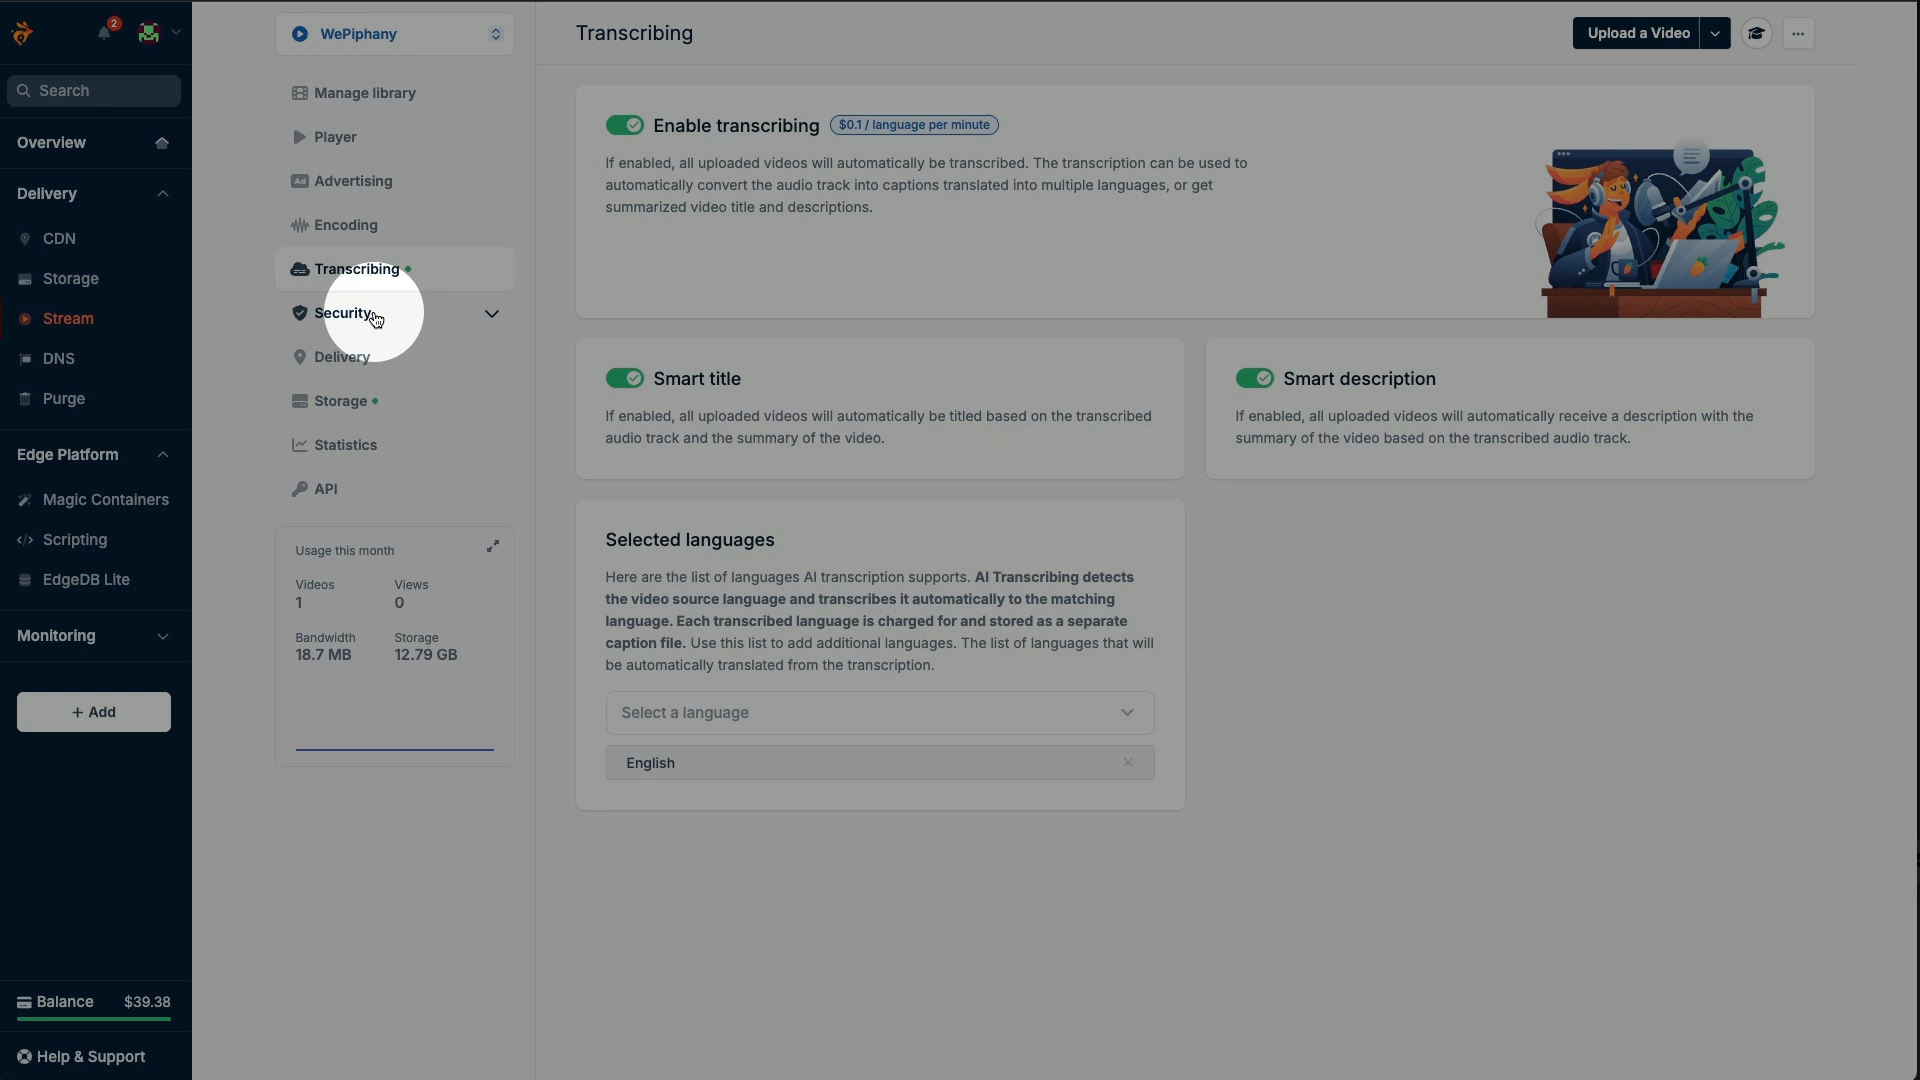 2
Search
Overview
Delivery
CDN
Storage
Stream
DNS
Purge
Edge Platform
Magic Containers
Scripting
EdgeDB Lite
Monitoring
+ Add
Balance $39.38
Help & Support
WePiphany
Manage library
Player
Ad Advertising
Encoding
Transcribing
Security
Delivery
Storage
Statistics
API
Usage this month
Videos Views
1 0
Bandwidth Storage
18.7 MB 12.79 GB
Transcribing
Upload a Video
Enable transcribing $0.1 / language per minute
If enabled, all uploaded videos will automatically be transcribed. The transcription can be used to
automatically convert the audio track into captions translated into multiple languages, or get
summarized video title and descriptions.
Smart title
If enabled, all uploaded videos will automatically be titled based on the transcribed
audio track and the summary of the video.
Smart description
If enabled, all uploaded videos will automatically receive a description with the
summary of the video based on the transcribed audio track.
Selected languages
Here are the list of languages AI transcription supports. AI Transcribing detects
the video source language and transcribes it automatically to the matching
language. Each transcribed language is charged for and stored as a separate
caption file. Use this list to add additional languages. The list of languages that will
be automatically translated from the transcription.
Select a language
English